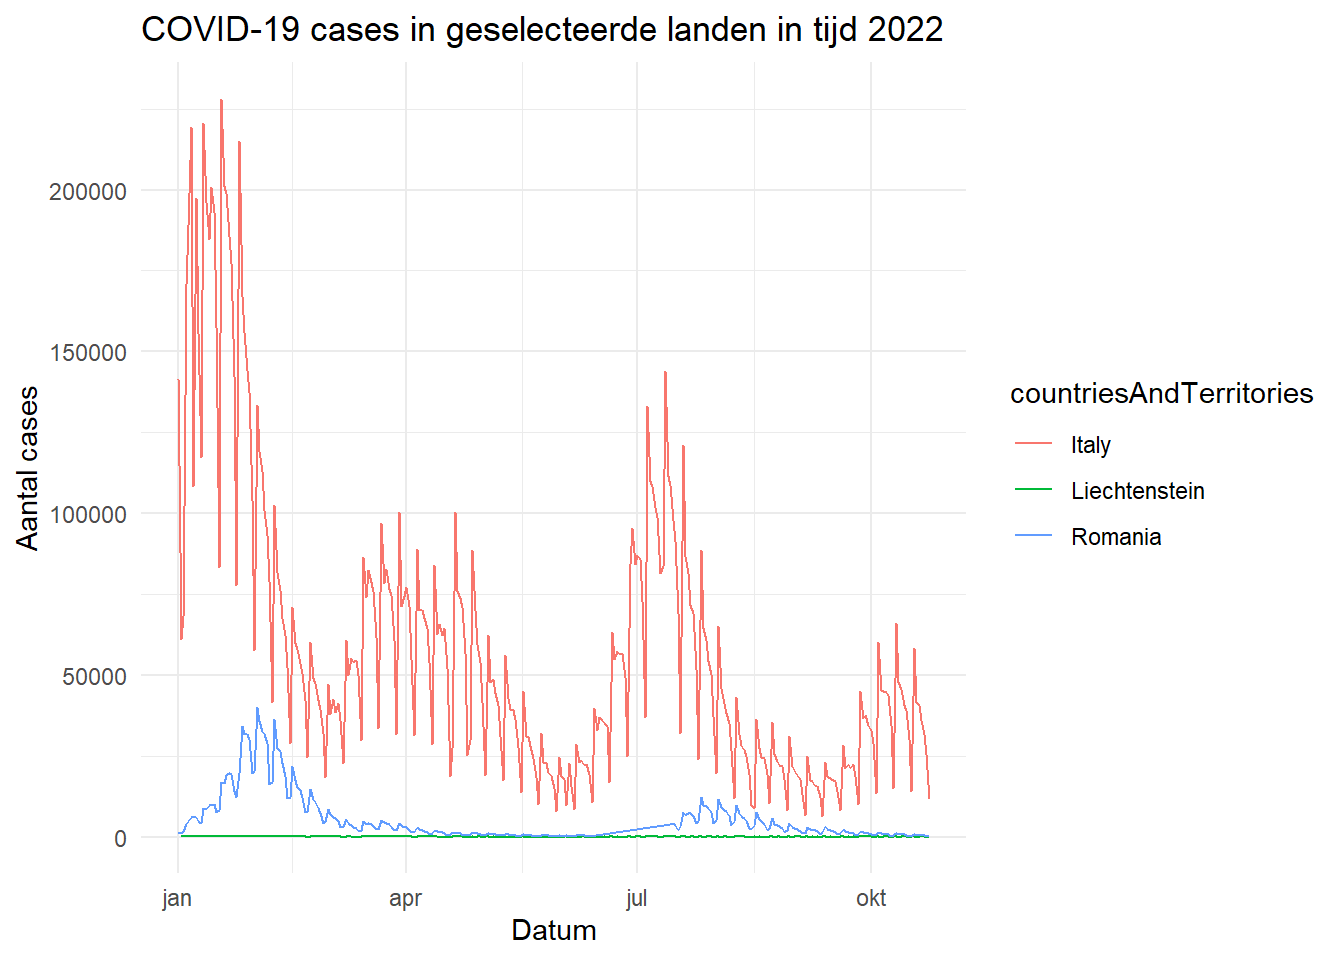 COVID-19 cases in geselecteerde landen in tijd 2022
200000
150000
100000
50000
0
Aantal cases
jan
apr
jul
okt
Datum
countriesAndTerritories
Italy
Liechtenstein
Romania